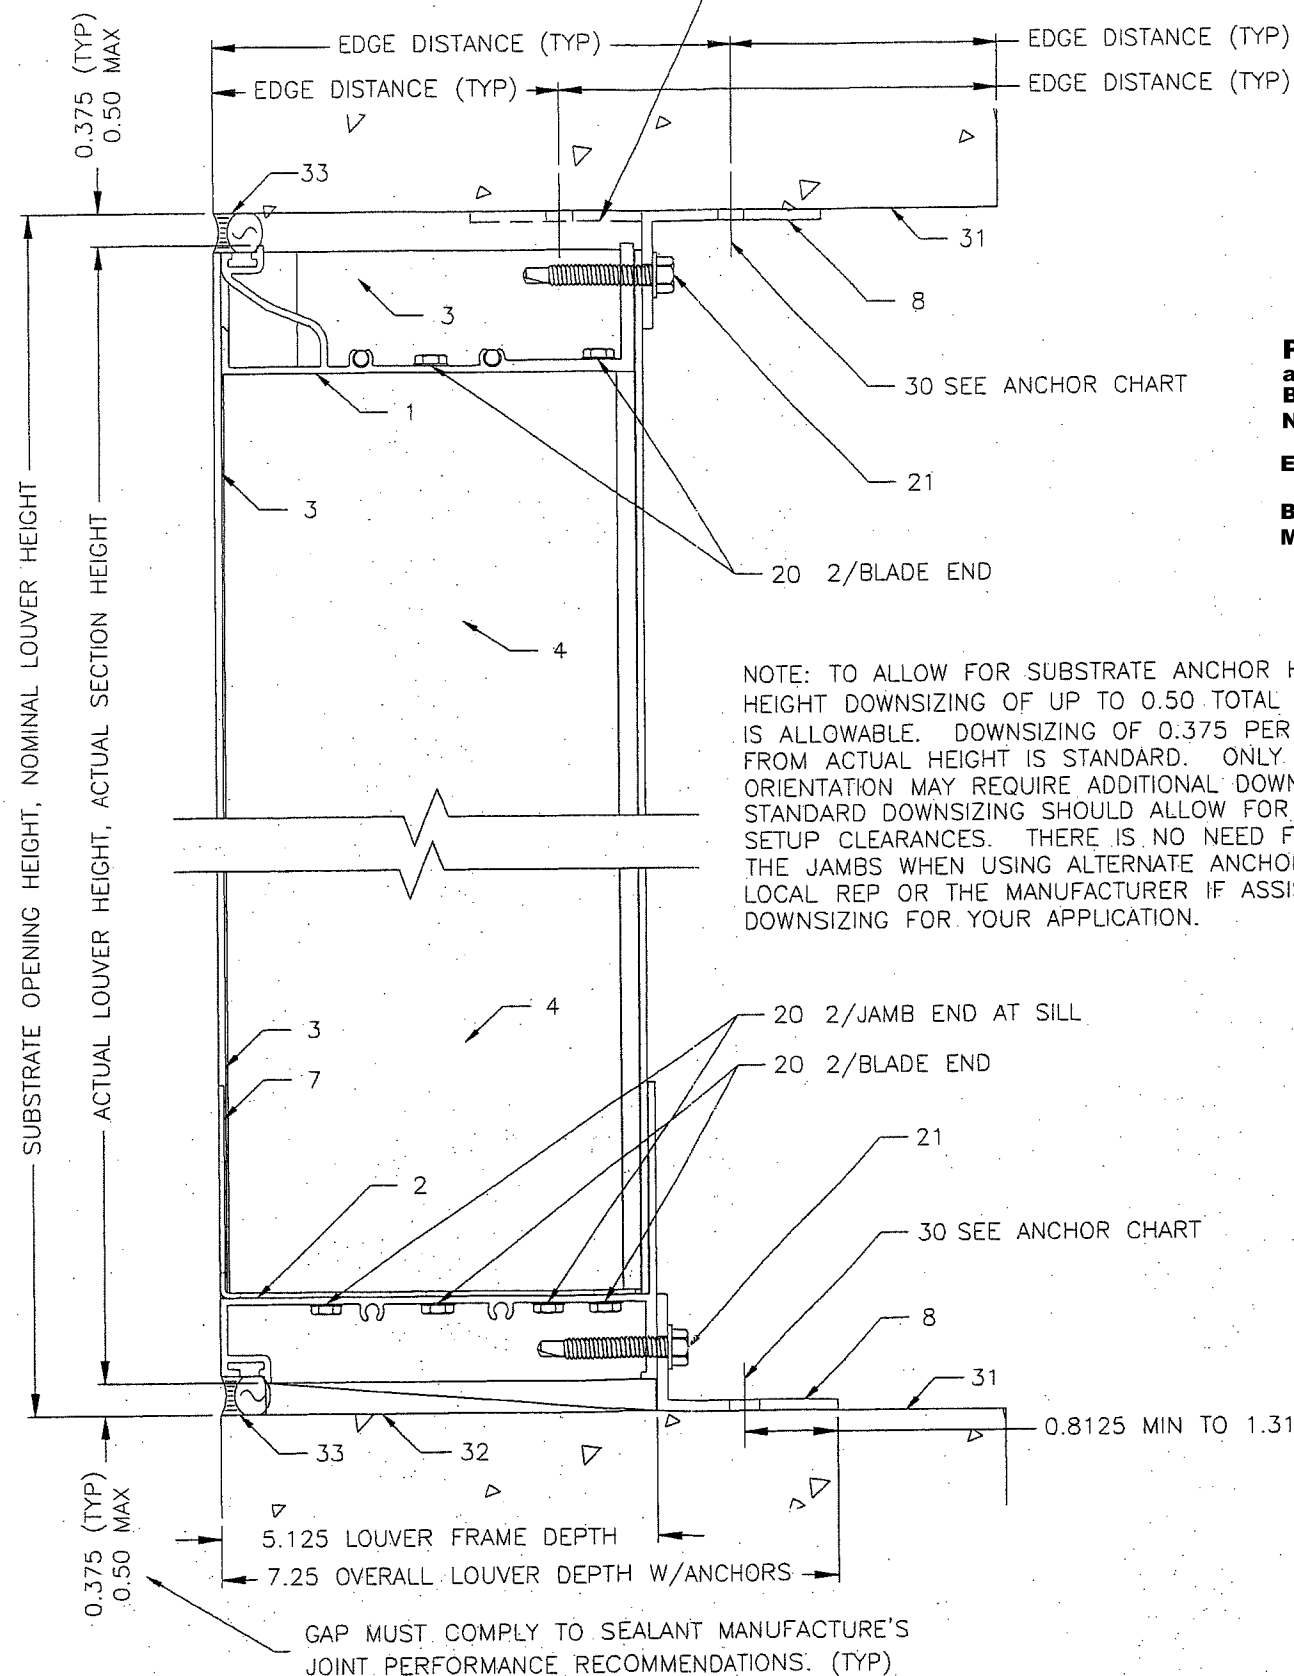 0.375 (TYP)
0.50 MAX
EDGE DISTANCE (TYP)
EDGE DISTANCE (TYP)
EDGE DISTANCE (TYP)
EDGE DISTANCE (TYP)
33
31
3
8
30 SEE ANCHOR CHART
1
21
3
20 2/BLADE END
4
SUBSTRATE OPENING HEIGHT, NOMINAL LOUVER HEIGHT
ACTUAL LOUVER HEIGHT, ACTUAL SECTION HEIGHT
a
B
N
E
B
M
NOTE: TO ALLOW FOR SUBSTRATE ANCHOR
HEIGHT DOWNSIZING OF UP TO 0.50 TOTAL
IS ALLOWABLE. DOWNSIZING OF 0.375 PER
FROM ACTUAL HEIGHT IS STANDARD. ONLY
ORIENTATION MAY REQUIRE ADDITIONAL DOWN
STANDARD DOWNSIZING SHOULD ALLOW FOR
SETUP CLEARANCES. THERE IS NO NEED F
THE JAMBS WHEN USING ALTERNATE ANCHO
LOCAL REP OR THE MANUFACTURER IF ASSIS
DOWNSIZING FOR YOUR APPLICATION.
4
20 2/JAMB END AT SILL
3
20 2/BLADE END
7
21
2
30 SEE ANCHOR CHART
8
31
0.8125 MIN TO 1.31
33
32
0.375 (TYP)
0.50 MAX
5.125 LOUVER FRAME DEPTH
7.25 OVERALL LOUVER DEPTH W/ANCHORS
GAP MUST COMPLY TO SEALANT MANUFACTURE'S
JOINT PERFORMANCE RECOMMENDATIONS. (TYP)